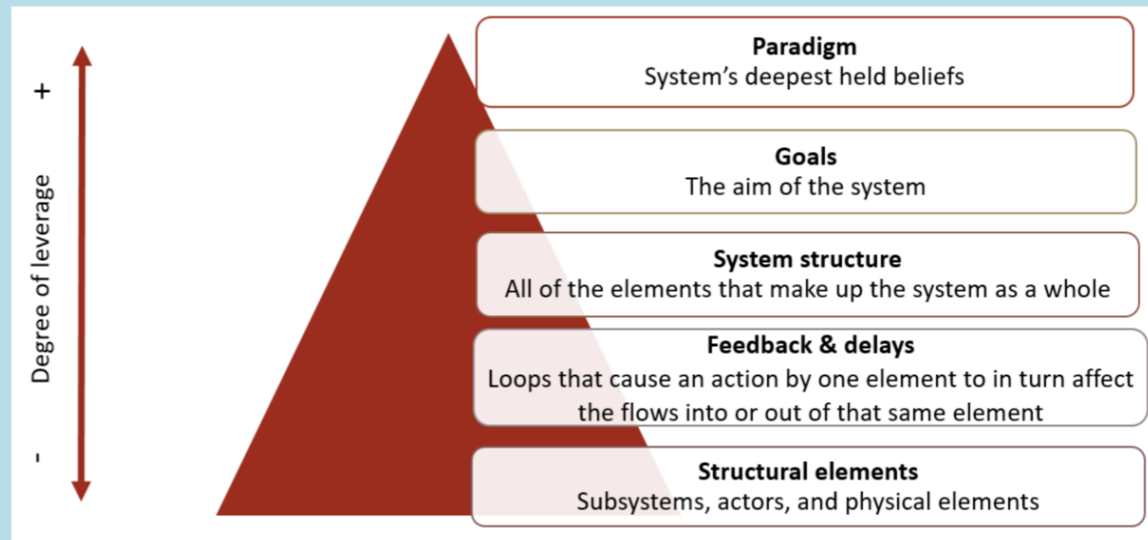 +
Degree of leverage
-
Paradigm
System’s deepest held beliefs
Goals
The aim of the system
System structure
All of the elements that make up the system as a whole
Feedback & delays
Loops that cause an action by one element to in turn affect
the flows into or out of that same element
Structural elements
Subsystems, actors, and physical elements